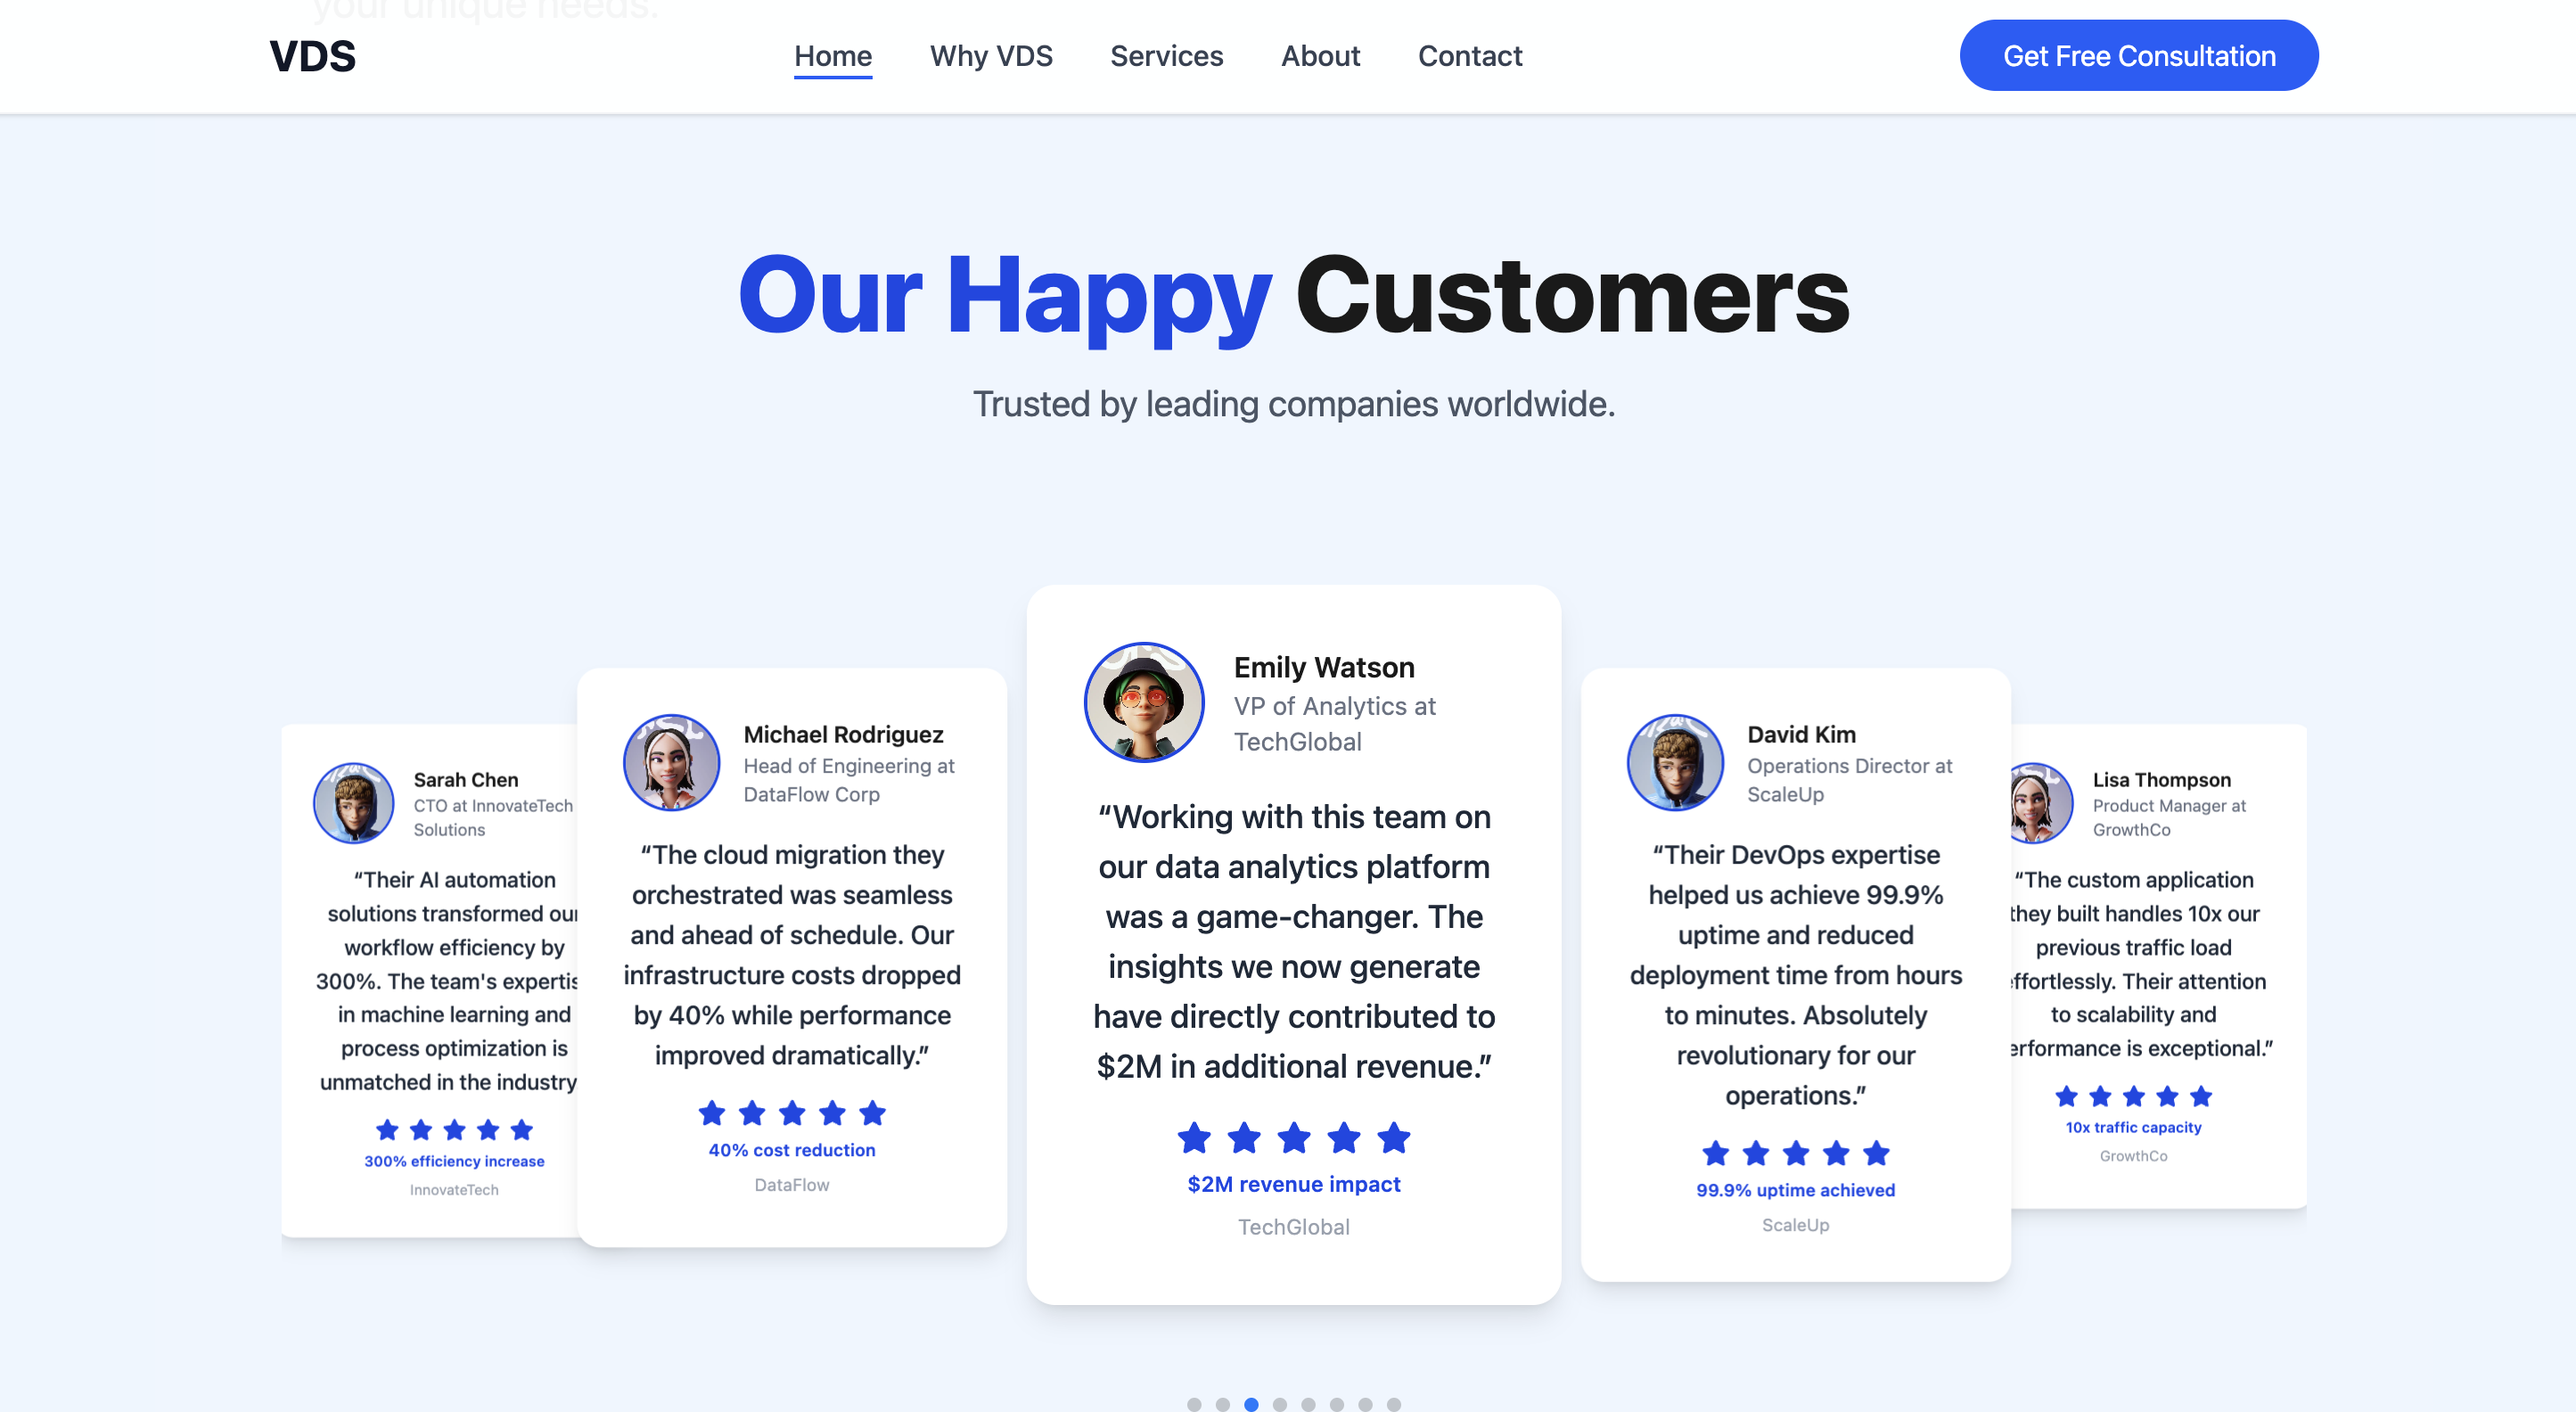 your unique needs.
VDS
Home
Why VDS
Services
About
Contact
Get Free Consultation
Our Happy Customers
Trusted by leading companies worldwide.
Sarah Chen
CTO at InnovateTech
Solutions
“Their AI automation
solutions transformed our
workflow efficiency by
300%. The team's expertis
in machine learning and
process optimization is
unmatched in the industry
300% efficiency increase
InnovateTech
Michael Rodriguez
Head of Engineering at
DataFlow Corp
“The cloud migration they
orchestrated was seamless
and ahead of schedule. Our
infrastructure costs dropped
by 40% while performance
improved dramatically.”
40% cost reduction
DataFlow
Emily Watson
VP of Analytics at
TechGlobal
“Working with this team on
our data analytics platform
was a game-changer. The
insights we now generate
have directly contributed to
$2M in additional revenue.”
$2M revenue impact
TechGlobal
David Kim
Operations Director at
ScaleUp
“Their DevOps expertise
helped us achieve 99.9%
uptime and reduced
deployment time from hours
to minutes. Absolutely
revolutionary for our
operations.”
99.9% uptime achieved
ScaleUp
Lisa Thompson
Product Manager at
GrowthCo
“The custom application
they built handles 10x our
previous traffic load
effortlessly. Their attention
to scalability and
erformance is exceptional.”
10x traffic capacity
GrowthCo